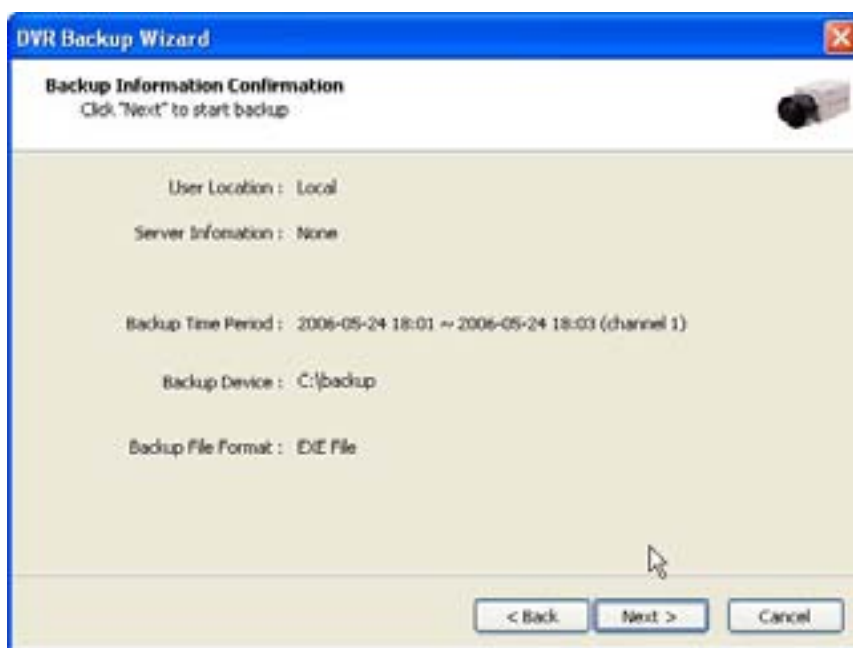 DVR Backup Wizard
Backup Information Confirmation
Click "Next" to start backup
User Location : Local
Server Infomation : None
Backup Time Period : 2006-05-24 18:01 ~ 2006-05-24 18:03 (channel 1)
Backup Device : C:\backup
Backup File Format : EXE File
< Back Next > Cancel